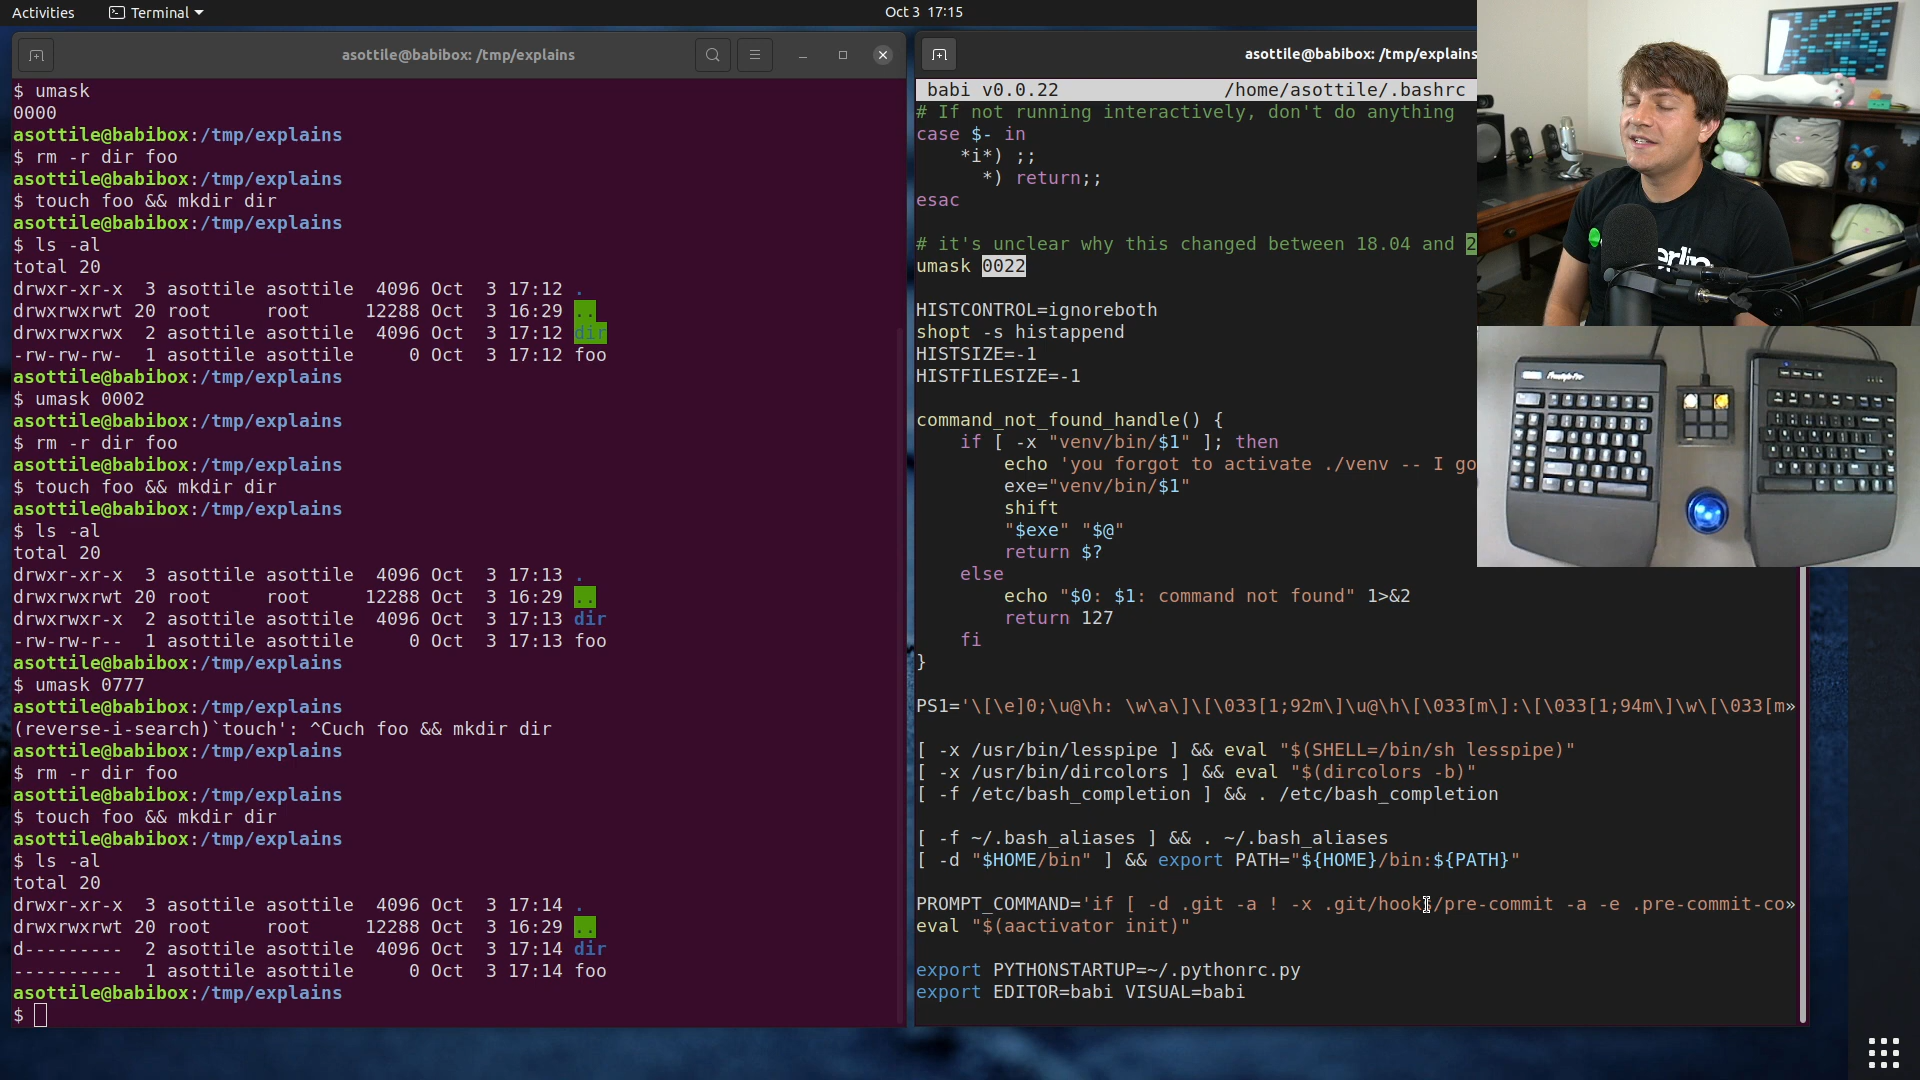 Activities
Terminal
Oct 3 17:15
asottile@babibox: /tmp/explains
$ umask
0000
asottile@babibox:/tmp/explains
$ rm -r dir foo
asottile@babibox:/tmp/explains
$ touch foo && mkdir dir
asottile@babibox:/tmp/explains
$ ls -al
total 20
drwxr-xr-x 3 asottile asottile 4096 Oct 3 17:12 .
drwxrwxrwt 20 root root 12288 Oct 3 16:29 ..
drwxrwxrwx 2 asottile asottile 4096 Oct 3 17:12 dir
-rw-rw-rw- 1 asottile asottile 0 Oct 3 17:12 foo
asottile@babibox:/tmp/explains
$ umask 0002
asottile@babibox:/tmp/explains
$ rm -r dir foo
asottile@babibox:/tmp/explains
$ touch foo && mkdir dir
asottile@babibox:/tmp/explains
$ ls -al
total 20
drwxr-xr-x 3 asottile asottile 4096 Oct 3 17:13 .
drwxrwxrwt 20 root root 12288 Oct 3 16:29 ..
drwxrwxr-x 2 asottile asottile 4096 Oct 3 17:13 dir
-rw-rw-r-- 1 asottile asottile 0 Oct 3 17:13 foo
asottile@babibox:/tmp/explains
$ umask 0777
asottile@babibox:/tmp/explains
(reverse-i-search)`touch': ^Cuch foo && mkdir dir
asottile@babibox:/tmp/explains
$ rm -r dir foo
asottile@babibox:/tmp/explains
$ touch foo && mkdir dir
asottile@babibox:/tmp/explains
$ ls -al
total 20
drwxr-xr-x 3 asottile asottile 4096 Oct 3 17:14 .
drwxrwxrwt 20 root root 12288 Oct 3 16:29 ..
d--------- 2 asottile asottile 4096 Oct 3 17:14 dir
---------- 1 asottile asottile 0 Oct 3 17:14 foo
asottile@babibox:/tmp/explains
$
asottile@babibox: /tmp/explains
babi v0.0.22 /home/asottile/.bashrc
# If not running interactively, don't do anything
case $- in
*i*) ;;
*) return;;
esac
# it's unclear why this changed between 18.04 and 2
umask 0022
HISTCONTROL=ignoreboth
shopt -s histappend
HISTSIZE=-1
HISTFILESIZE=-1
command_not_found_handle() {
if [ -x "venv/bin/$1" ]; then
echo 'you forgot to activate ./venv -- I go
exe="venv/bin/$1"
shift
"$exe" "$@"
return $?
else
echo "$0: $1: command not found" 1>&2
return 127
fi
}
PS1='\[\e]0;\u@\h: \w\a\]\[\033[1;92m\]\u@\h\[\033[m\]:\[\033[1;94m\]\w\[\033[m»
[ -x /usr/bin/lesspipe ] && eval "$(SHELL=/bin/sh lesspipe)"
[ -x /usr/bin/dircolors ] && eval "$(dircolors -b)"
[ -f /etc/bash_completion ] && . /etc/bash_completion
[ -f ~/.bash_aliases ] && . ~/.bash_aliases
[ -d "$HOME/bin" ] && export PATH="${HOME}/bin:${PATH}"
PROMPT_COMMAND='if [ -d .git -a ! -x .git/hooks/pre-commit -a -e .pre-commit-co»
eval "$(aactivator init)"
export PYTHONSTARTUP=~/.pythonrc.py
export EDITOR=babi VISUAL=babi